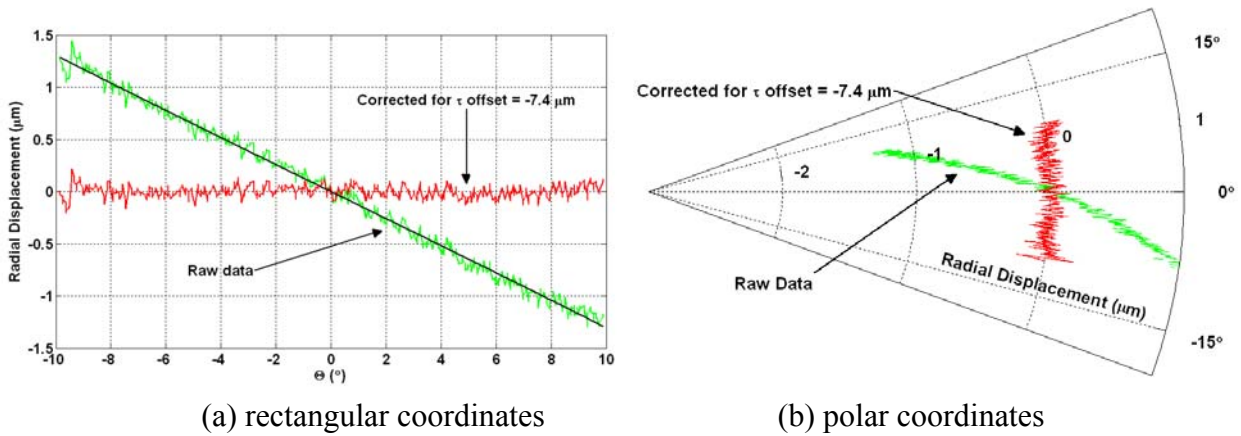 1.5
1
0.5
0
-0.5
-1
-1.5
Radial Displacement (μm)
-10 -8 -6 -4 -2 0 2 4 6 8 10
Θ (°)
Corrected for τ offset = -7.4 μm
Raw data
(a) rectangular coordinates
15°
Corrected for τ offset = -7.4 μm
1
0
-1
-2
0°
Raw Data
Radial Displacement (μm)
-15°
(b) polar coordinates